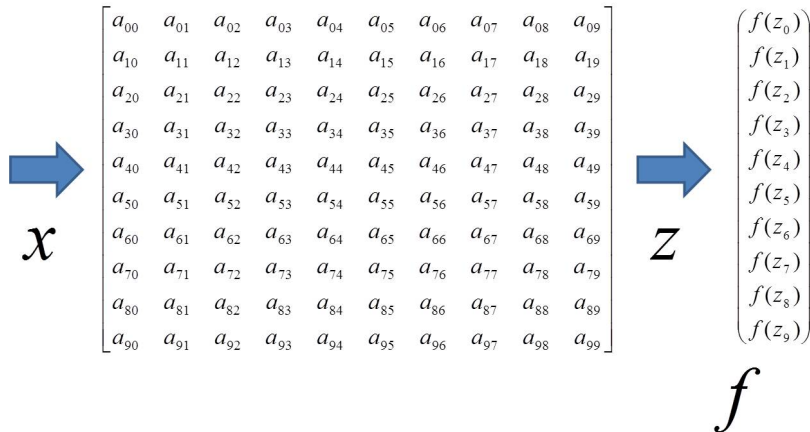 a₀₀ a₀₁ a₀₂ a₀₃ a₀₄ a₀₅ a₀₆ a₀₇ a₀₈ a₀₉ f(z₀)
a₁₀ a₁₁ a₁₂ a₁₃ a₁₄ a₁₅ a₁₆ a₁₇ a₁₈ a₁₉ f(z₁)
a₂₀ a₂₁ a₂₂ a₂₃ a₂₄ a₂₅ a₂₆ a₂₇ a₂₈ a₂₉ f(z₂)
a₃₀ a₃₁ a₃₂ a₃₃ a₃₄ a₃₅ a₃₆ a₃₇ a₃₈ a₃₉ f(z₃)
a₄₀ a₄₁ a₄₂ a₄₃ a₄₄ a₄₅ a₄₆ a₄₇ a₄₈ a₄₉ f(z₄)
a₅₀ a₅₁ a₅₂ a₅₃ a₅₄ a₅₅ a₅₆ a₅₇ a₅₈ a₅₉ f(z₅)
x a₆₀ a₆₁ a₆₂ a₆₃ a₆₄ a₆₅ a₆₆ a₆₇ a₆₈ a₆₉ z f(z₆)
a₇₀ a₇₁ a₇₂ a₇₃ a₇₄ a₇₅ a₇₆ a₇₇ a₇₈ a₇₉ f(z₇)
a₈₀ a₈₁ a₈₂ a₈₃ a₈₄ a₈₅ a₈₆ a₈₇ a₈₈ a₈₉ f(z₈)
a₉₀ a₉₁ a₉₂ a₉₃ a₉₄ a₉₅ a₉₆ a₉₇ a₉₈ a₉₉ f(z₉)
f